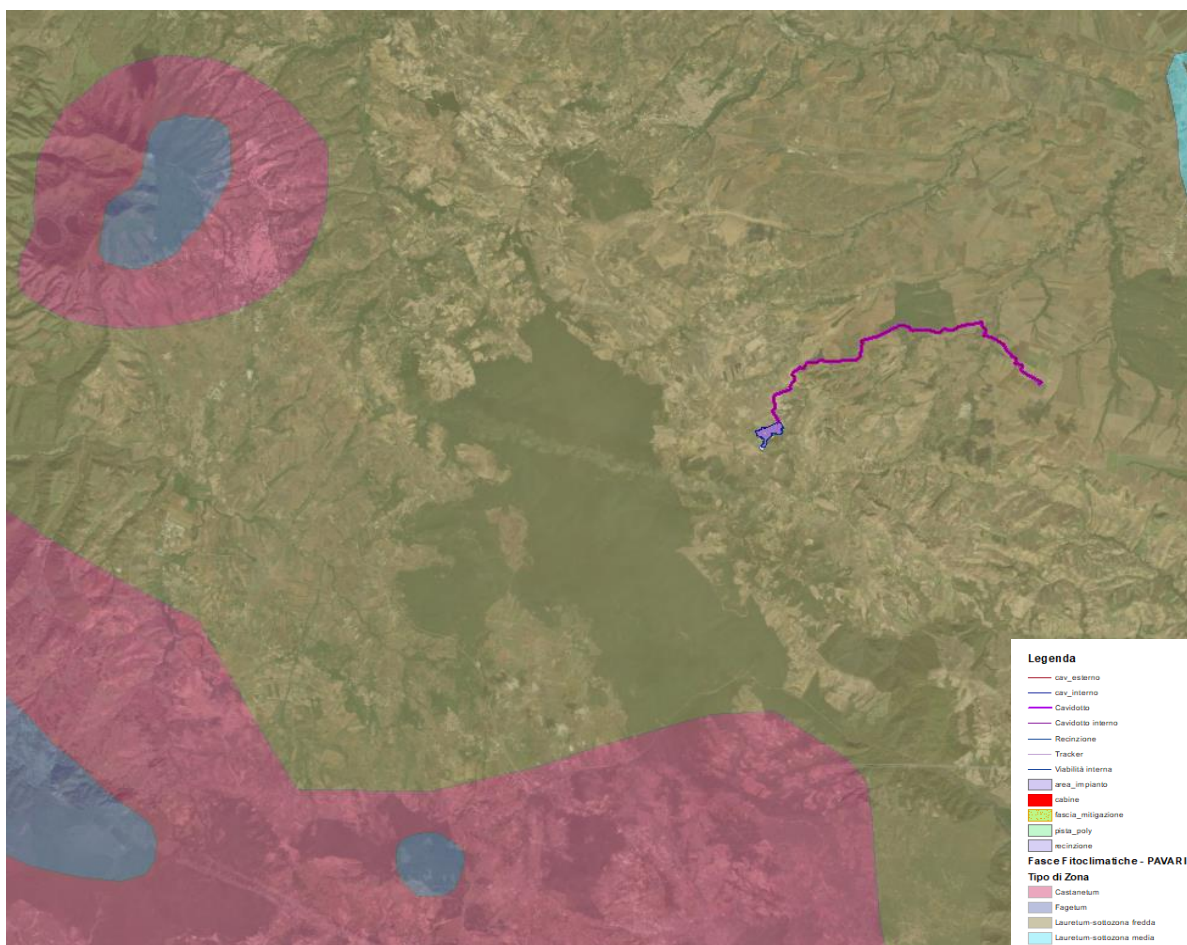 Legenda
cav_esterno
cav_interno
Cavidotto
Cavidotto interno
Recinzione
Tracker
Viabilità interna
area_impianto
cabine
fascia_mitigazione
pista_poly
recinzione
Fasce Fitoclimatiche - PAVARI
Tipo di Zona
Castanetum
Fagetum
Lauretum-sottozona fredda
Lauretum-sottozona media